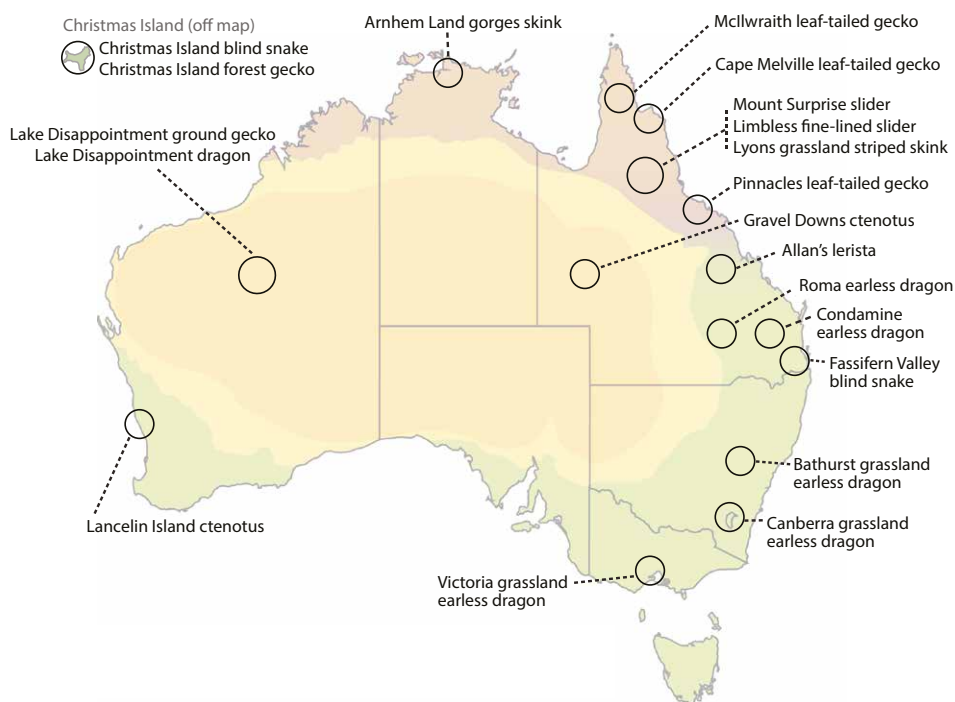 Christmas Island (off map)
Christmas Island blind snake
Christmas Island forest gecko
Arnhem Land gorges skink
McIlwraith leaf-tailed gecko
Cape Melville leaf-tailed gecko
Mount Surprise slider
Limbless fine-lined slider
Lyons grassland striped skink
Lake Disappointment ground gecko
Lake Disappointment dragon
Pinnacles leaf-tailed gecko
Gravel Downs ctenotus
Allan's lerista
Roma earless dragon
Condamine
earless dragon
Fassifern Valley
blind snake
Bathurst grassland
earless dragon
Lancelin Island ctenotus
Canberra grassland
earless dragon
Victoria grassland
earless dragon